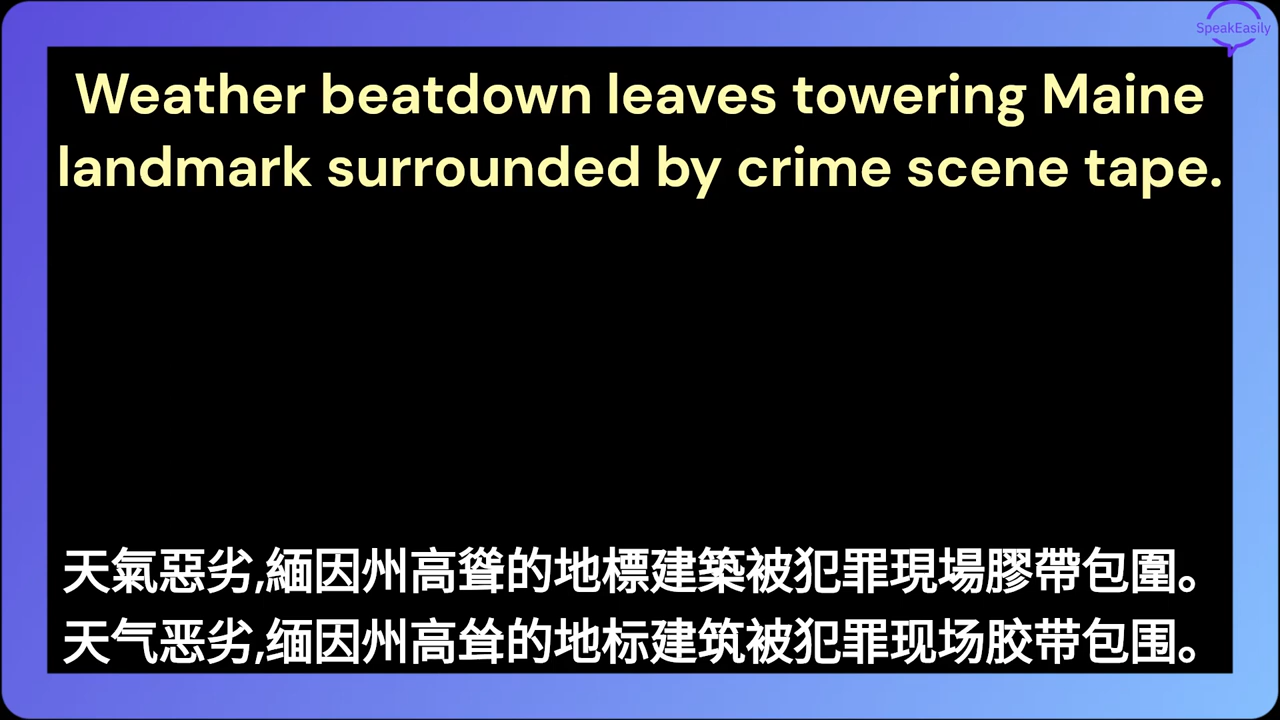 SpeakEasily
Weather beatdown leaves towering Maine
landmark surrounded by crime scene tape.
天氣惡劣,緬因州高聳的地標建築被犯罪現場膠帶包圍。
天气恶劣,缅因州高耸的地标建筑被犯罪现场胶带包围。